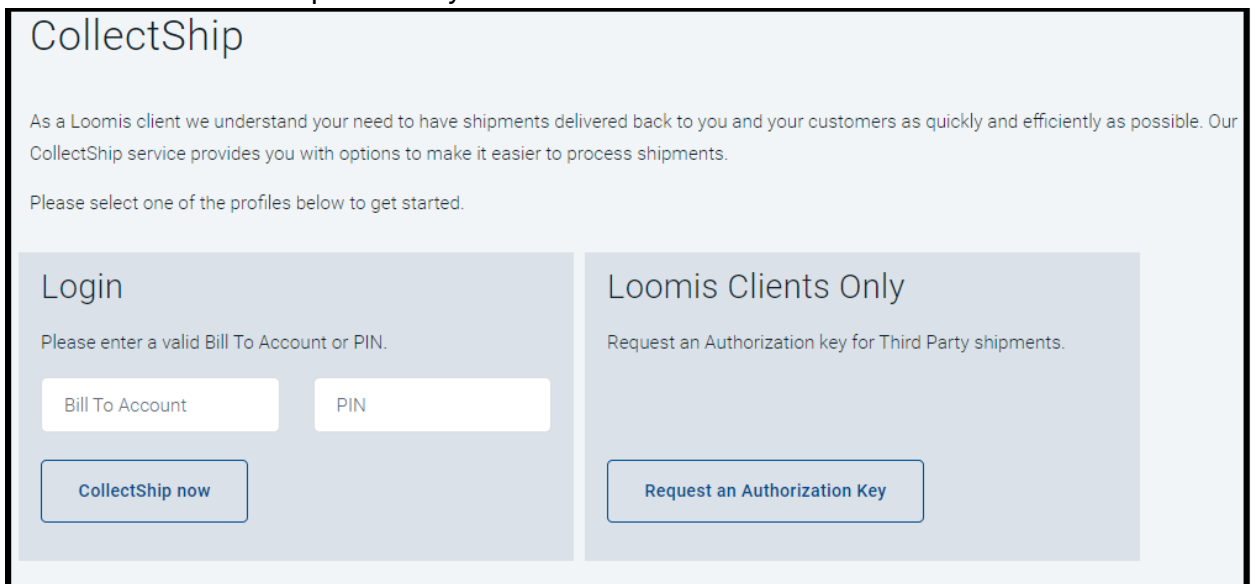 CollectShip
As a Loomis client we understand your need to have shipments delivered back to you and your customers as quickly and efficiently as possible. Our
CollectShip service provides you with options to make it easier to process shipments.
Please select one of the profiles below to get started.
Login
Please enter a valid Bill To Account or PIN.
Bill To Account
PIN
CollectShip now
Loomis Clients Only
Request an Authorization key for Third Party shipments.
Request an Authorization Key